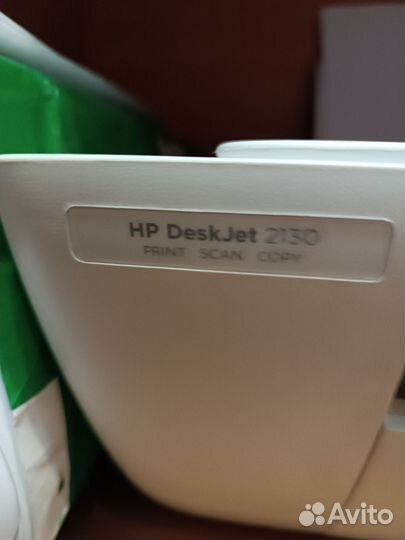 HP DeskJet 2130
PRINT SCAN COPY
Avito